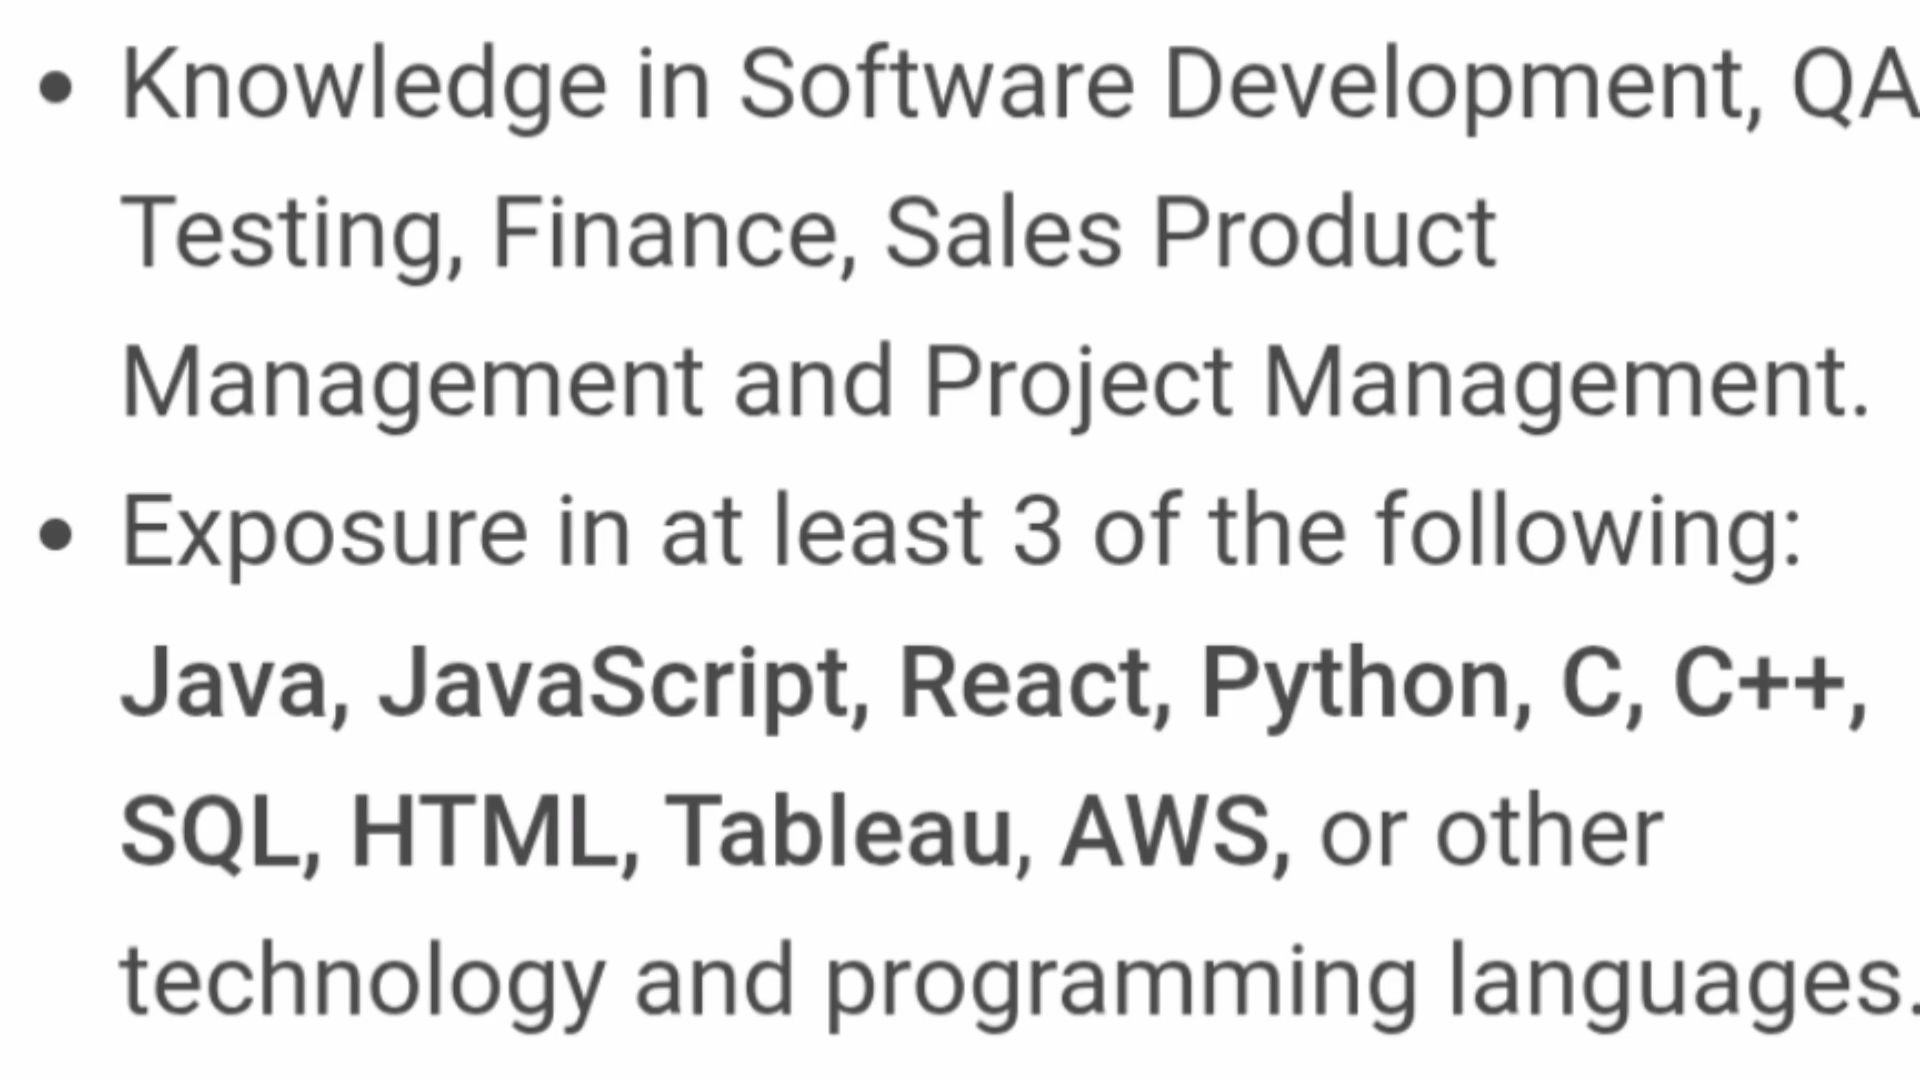 • Knowledge in Software Development, QA
Testing, Finance, Sales Product
Management and Project Management.
• Exposure in at least 3 of the following:
Java, JavaScript, React, Python, C, C++,
SQL, HTML, Tableau, AWS, or other
technology and programming languages.